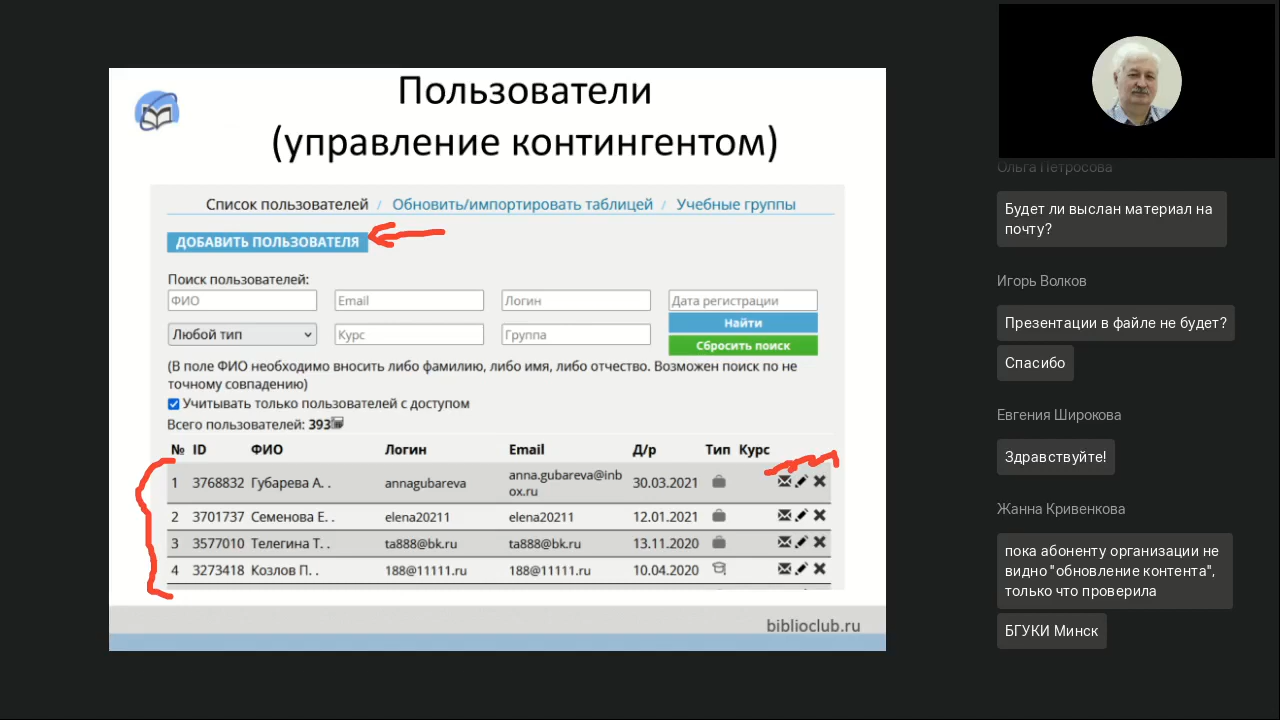 Пользователи
(управление контингентом)
Список пользователей / Обновить/импортировать таблицей / Учебные группы
ДОБАВИТЬ ПОЛЬЗОВАТЕЛЯ
Поиск пользователей:
ФИО Email Логин Дата регистрации
Любой тип Курс Группа Найти
Сбросить поиск
(В поле ФИО необходимо вносить либо фамилию, либо имя, либо отчество. Возможен поиск по не
точному совпадению)
Учитывать только пользователей с доступом
Всего пользователей: 393
№ ID ФИО Логин Email Д/р Тип Курс
1 3768832 Губарева А. . annagubareva anna.gubareva@inb
ox.ru 30.03.2021
2 3701737 Семенова Е. . elena20211 elena20211 12.01.2021
3 3577010 Телегина Т. . ta888@bk.ru ta888@bk.ru 13.11.2020
4 3273418 Козлов П. . 188@11111.ru 188@11111.ru 10.04.2020
biblioclub.ru
Ольга Петросова
Будет ли выслан материал на
почту?
Игорь Волков
Презентации в файле не будет?
Спасибо
Евгения Широкова
Здравствуйте!
Жанна Кривенкова
пока абоненту организации не
видно "обновление контента",
только что проверила
БГУКИ Минск